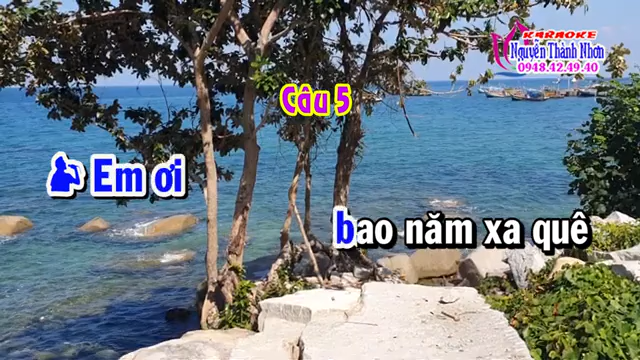 KARAOKE
Nguyễn Thành Nhơn
0948.42.49.40
Câu 5
Em ơi
bao năm xa quê